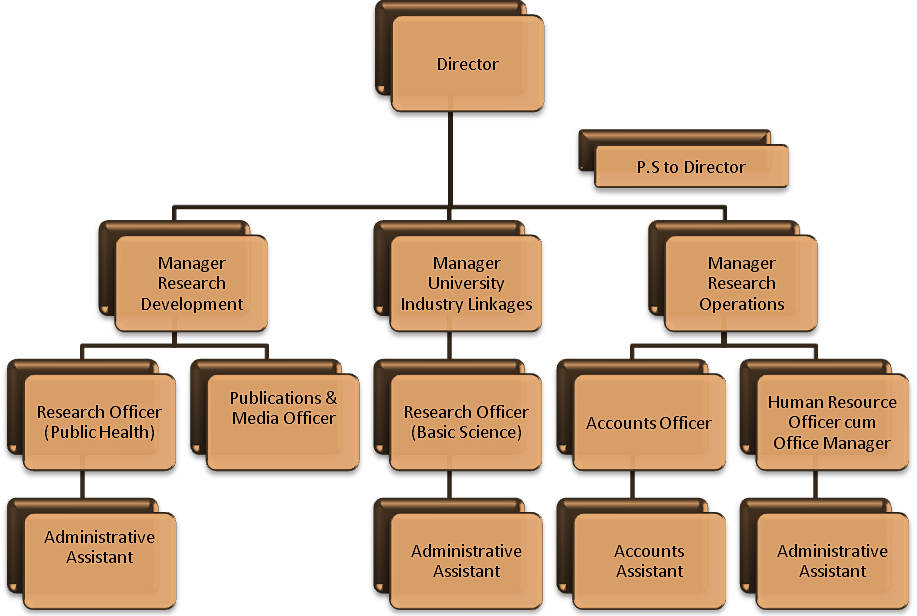 Director
P.S to Director
Manager
Research
Development
Manager
University
Industry Linkages
Manager
Research
Operations
Research Officer
(Public Health)
Publications &
Media Officer
Research Officer
(Basic Science)
Accounts Officer
Human Resource
Officer cum
Office Manager
Administrative
Assistant
Administrative
Assistant
Accounts
Assistant
Administrative
Assistant